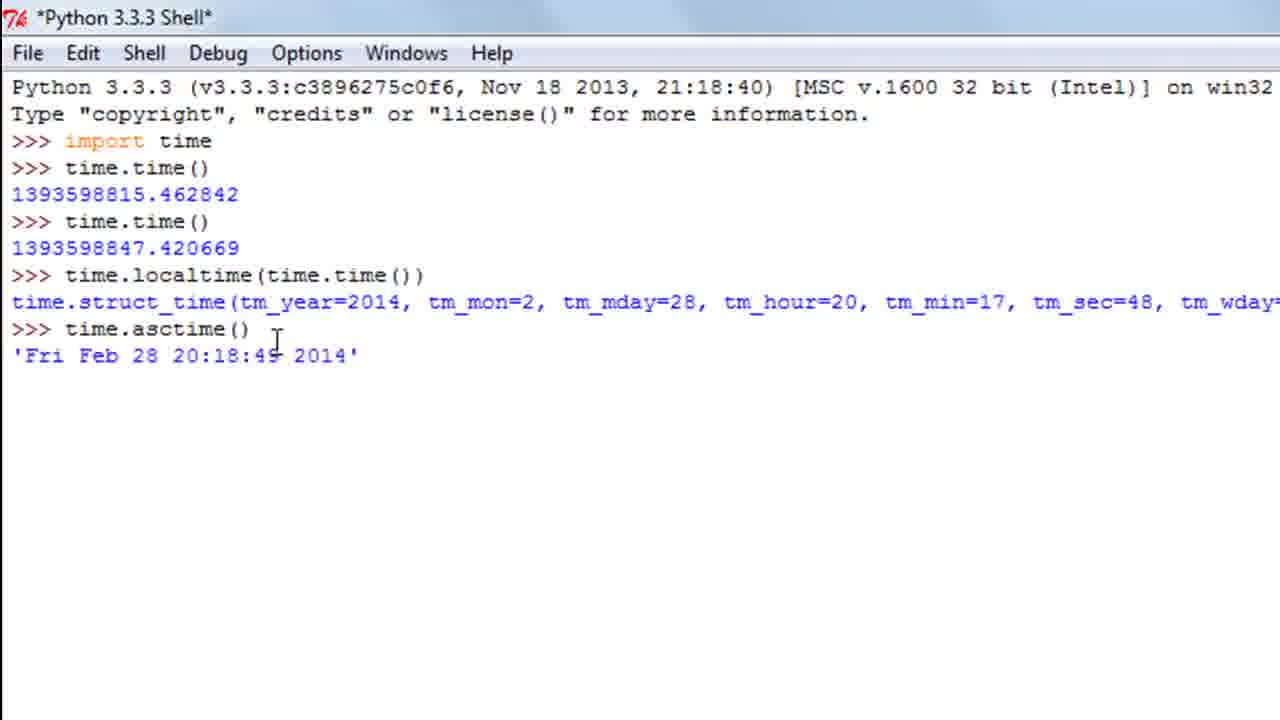 *Python 3.3.3 Shell*
File Edit Shell Debug Options Windows Help
Python 3.3.3 (v3.3.3:c3896275c0f6, Nov 18 2013, 21:18:40) [MSC v.1600 32 bit (Intel)] on win32
Type "copyright", "credits" or "license()" for more information.
>>> import time
>>> time.time()
1393598815.462842
>>> time.time()
1393598847.420669
>>> time.localtime(time.time())
time.struct_time(tm_year=2014, tm_mon=2, tm_mday=28, tm_hour=20, tm_min=17, tm_sec=48, tm_wday=
>>> time.asctime()
'Fri Feb 28 20:18:49 2014'